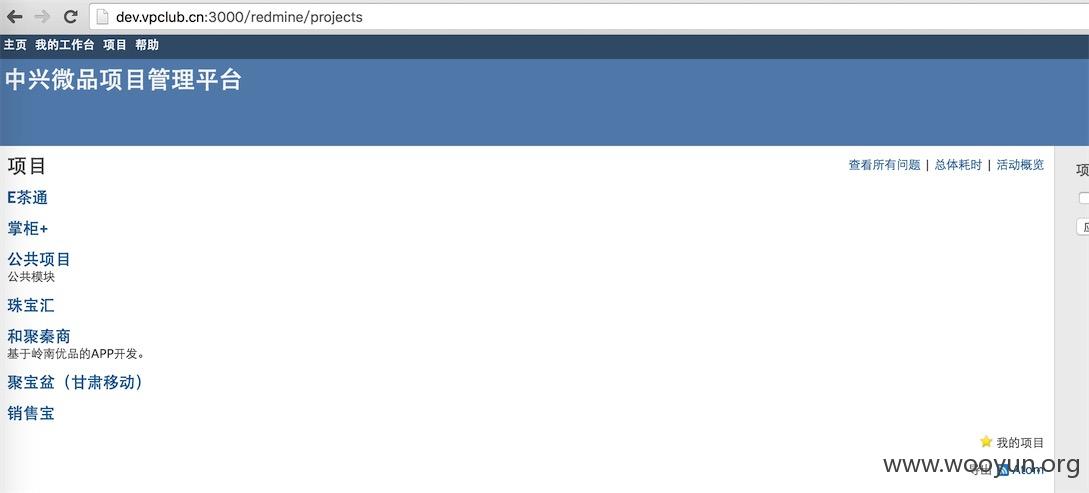 dev.vpclub.cn:3000/redmine/projects
主页 我的工作台 项目 帮助
中兴微品项目管理平台
项目
查看所有问题 | 总体耗时 | 活动概览
E茶通
掌柜+
公共项目
公共模块
珠宝汇
和聚秦商
基于岭南优品的APP开发。
聚宝盆（甘肃移动）
销售宝
我的项目
www.wooyun.org
导出 Atom
项